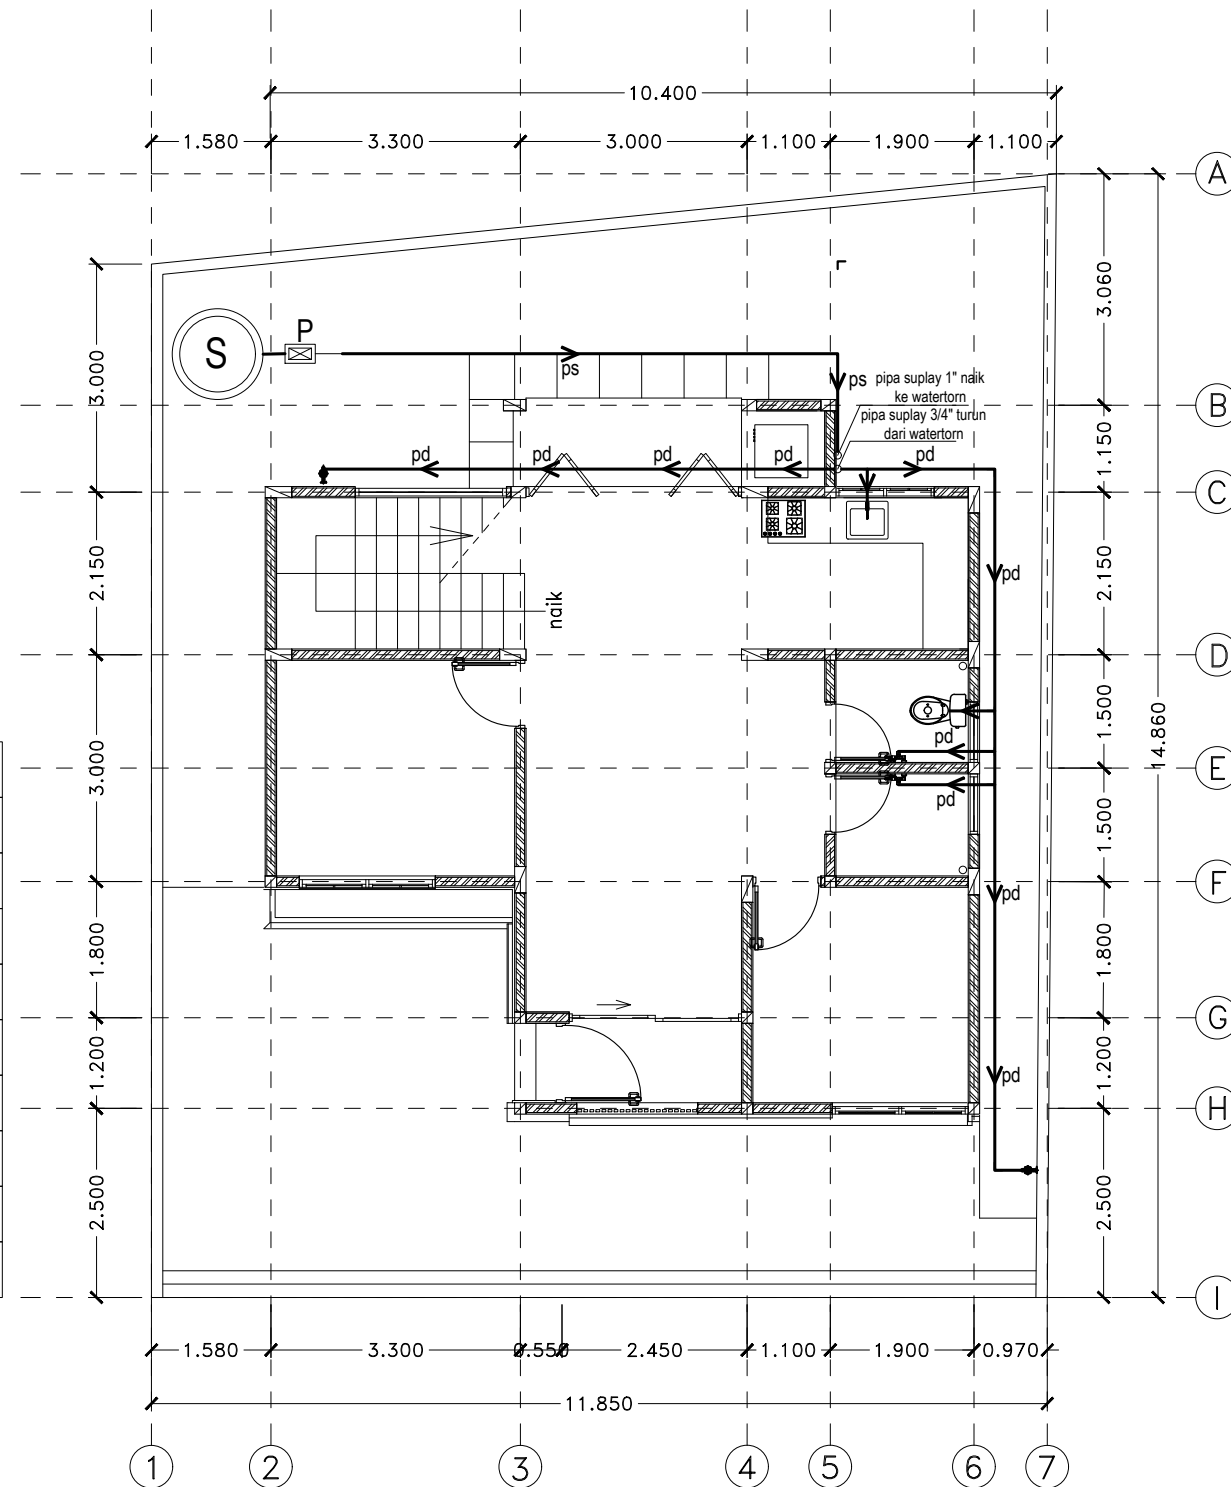 10.400
1.580
3.300
3.000
1.100
1.900
1.100
A
3.060
3.000
S
P
ps
ps
pipa suplay 1" naik
ke watertorn
pipa suplay 3/4" turun
dari watertorn
B
1.150
pd
pd
pd
pd
pd
C
2.150
naik
pd
2.150
D
3.000
pd
pd
1.500
14.860
E
1.500
F
1.800
pd
1.800
G
1.200
pd
1.200
H
2.500
2.500
I
1.580
3.300
0.550
2.450
1.100
1.900
0.970
11.850
1
2
3
4
5
6
7